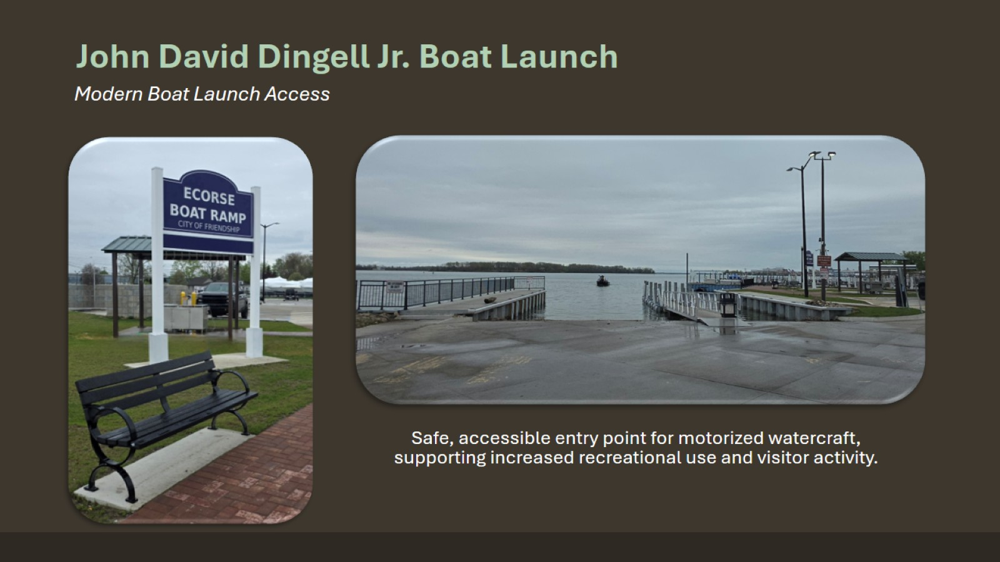 John David Dingell Jr. Boat Launch
Modern Boat Launch Access
ECORSE
BOAT RAMP
CITY OF FRIENDSHIP
Safe, accessible entry point for motorized watercraft,
supporting increased recreational use and visitor activity.